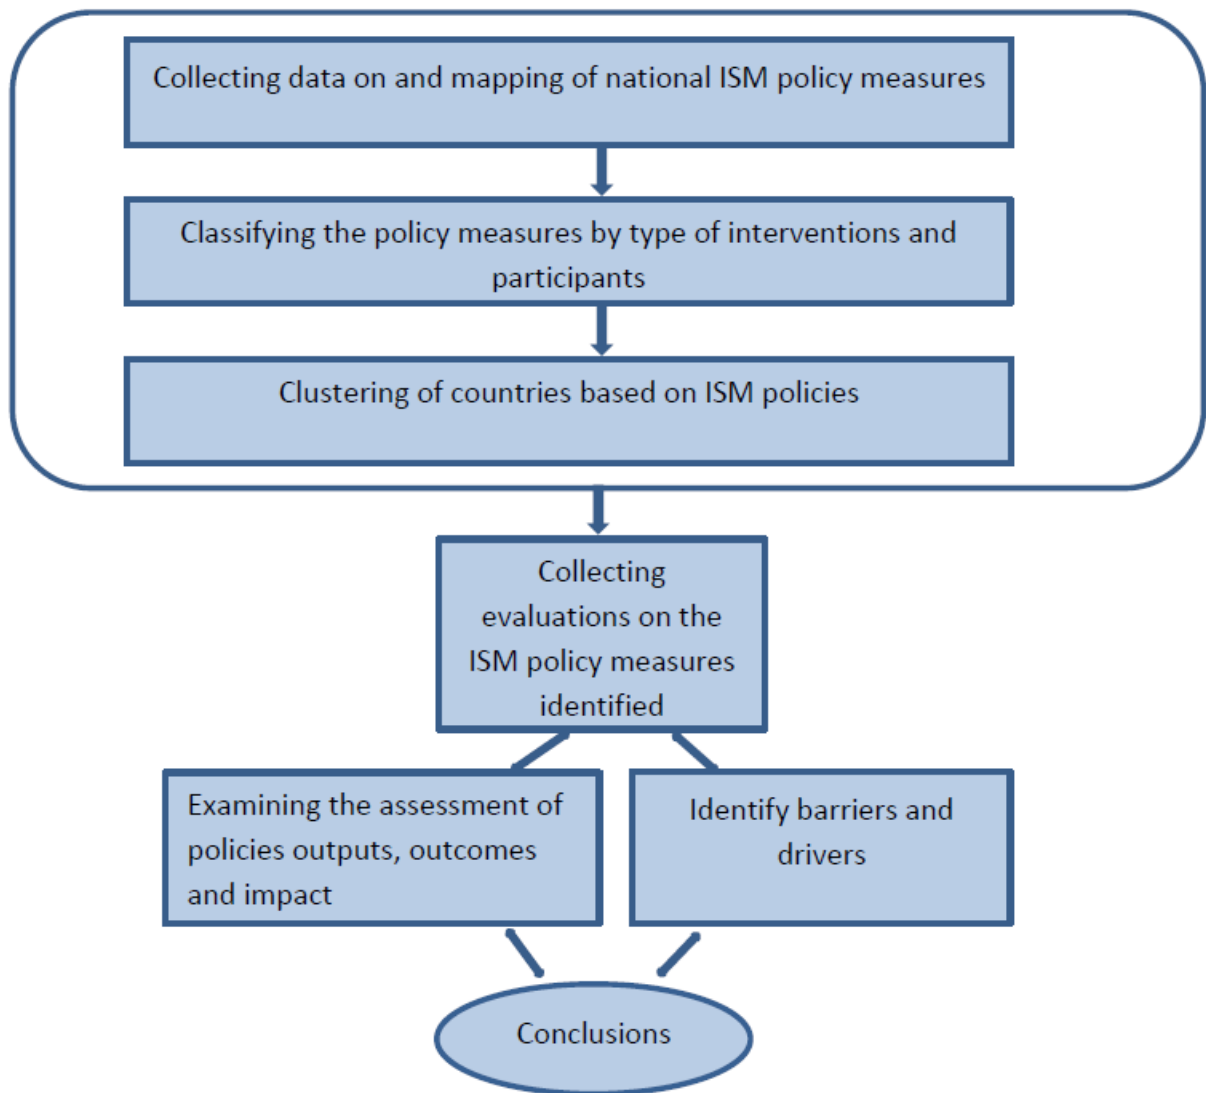 Collecting data on and mapping of national ISM policy measures
Classifying the policy measures by type of interventions and
participants
Clustering of countries based on ISM policies
Collecting
evaluations on the
ISM policy measures
identified
Examining the assessment of
policies outputs, outcomes
and impact
Identify barriers and
drivers
Conclusions